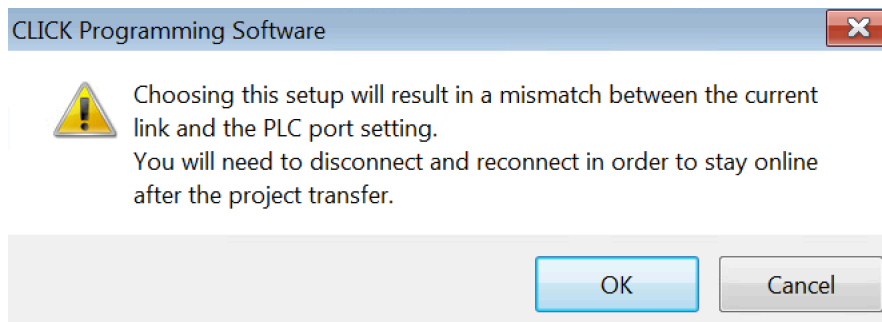 CLICK Programming Software
Choosing this setup will result in a mismatch between the current
link and the PLC port setting.
You will need to disconnect and reconnect in order to stay online
after the project transfer.
OK
Cancel